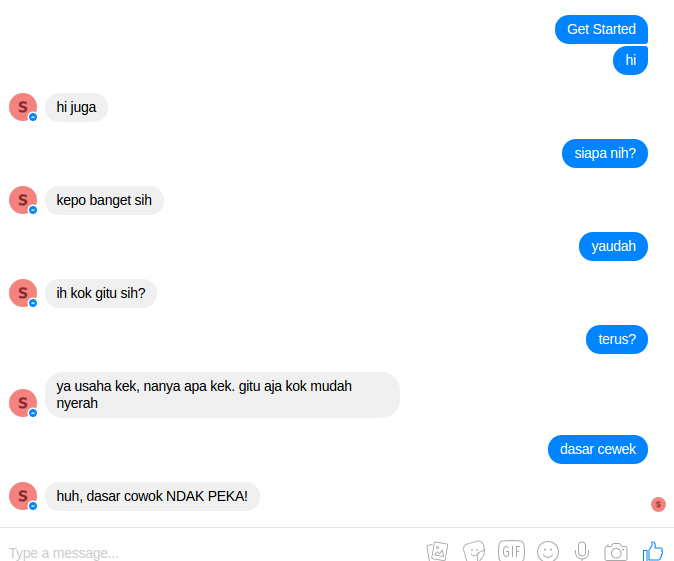 Get Started
hi
S
hi juga
siapa nih?
S
kepo banget sih
yaudah
S
ih kok gitu sih?
terus?
ya usaha kek, nanya apa kek. gitu aja kok mudah
S
nyerah
dasar cewek
S
huh, dasar cowok NDAK PEKA!
S
Type a message...
GIF